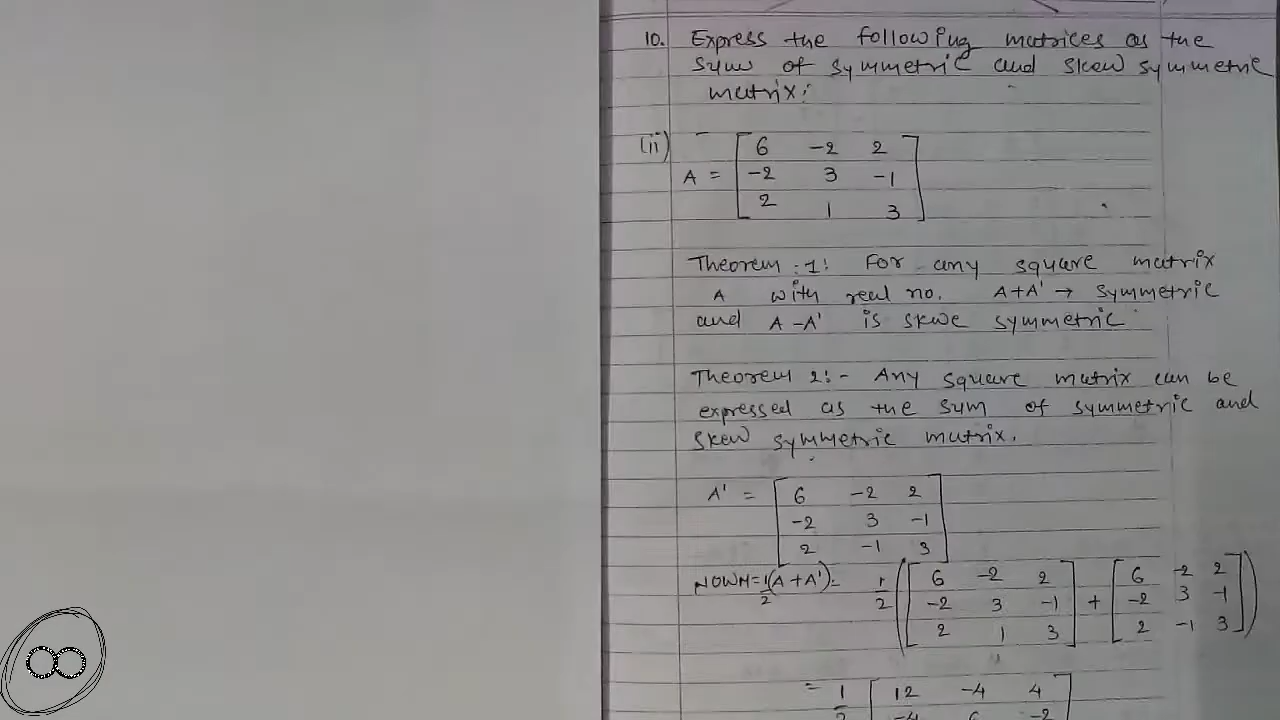 10. Express the following matrices as the
sum of symmetric and skew symmetric
matrix:
(ii) A = [ 6 -2 2
-2 3 -1
2 1 3 ]
Theorem :1: For any square matrix
A with real no. A+A' → symmetric
and A-A' is skwe symmetric
Theorem 2:- Any square matrix can be
expressed as the sum of symmetric and
skew symmetric matrix.
A' = [ 6 -2 2
-2 3 -1
2 -1 3 ]
NOW M=1/2(A+A')= 1/2 ([ 6 -2 2 ] + [ 6 -2 2 ])
-2 3 -1 -2 3 -1
2 1 3 2 -1 3
= 1/2 [ 12 -4 4 ]
-4 6 -2